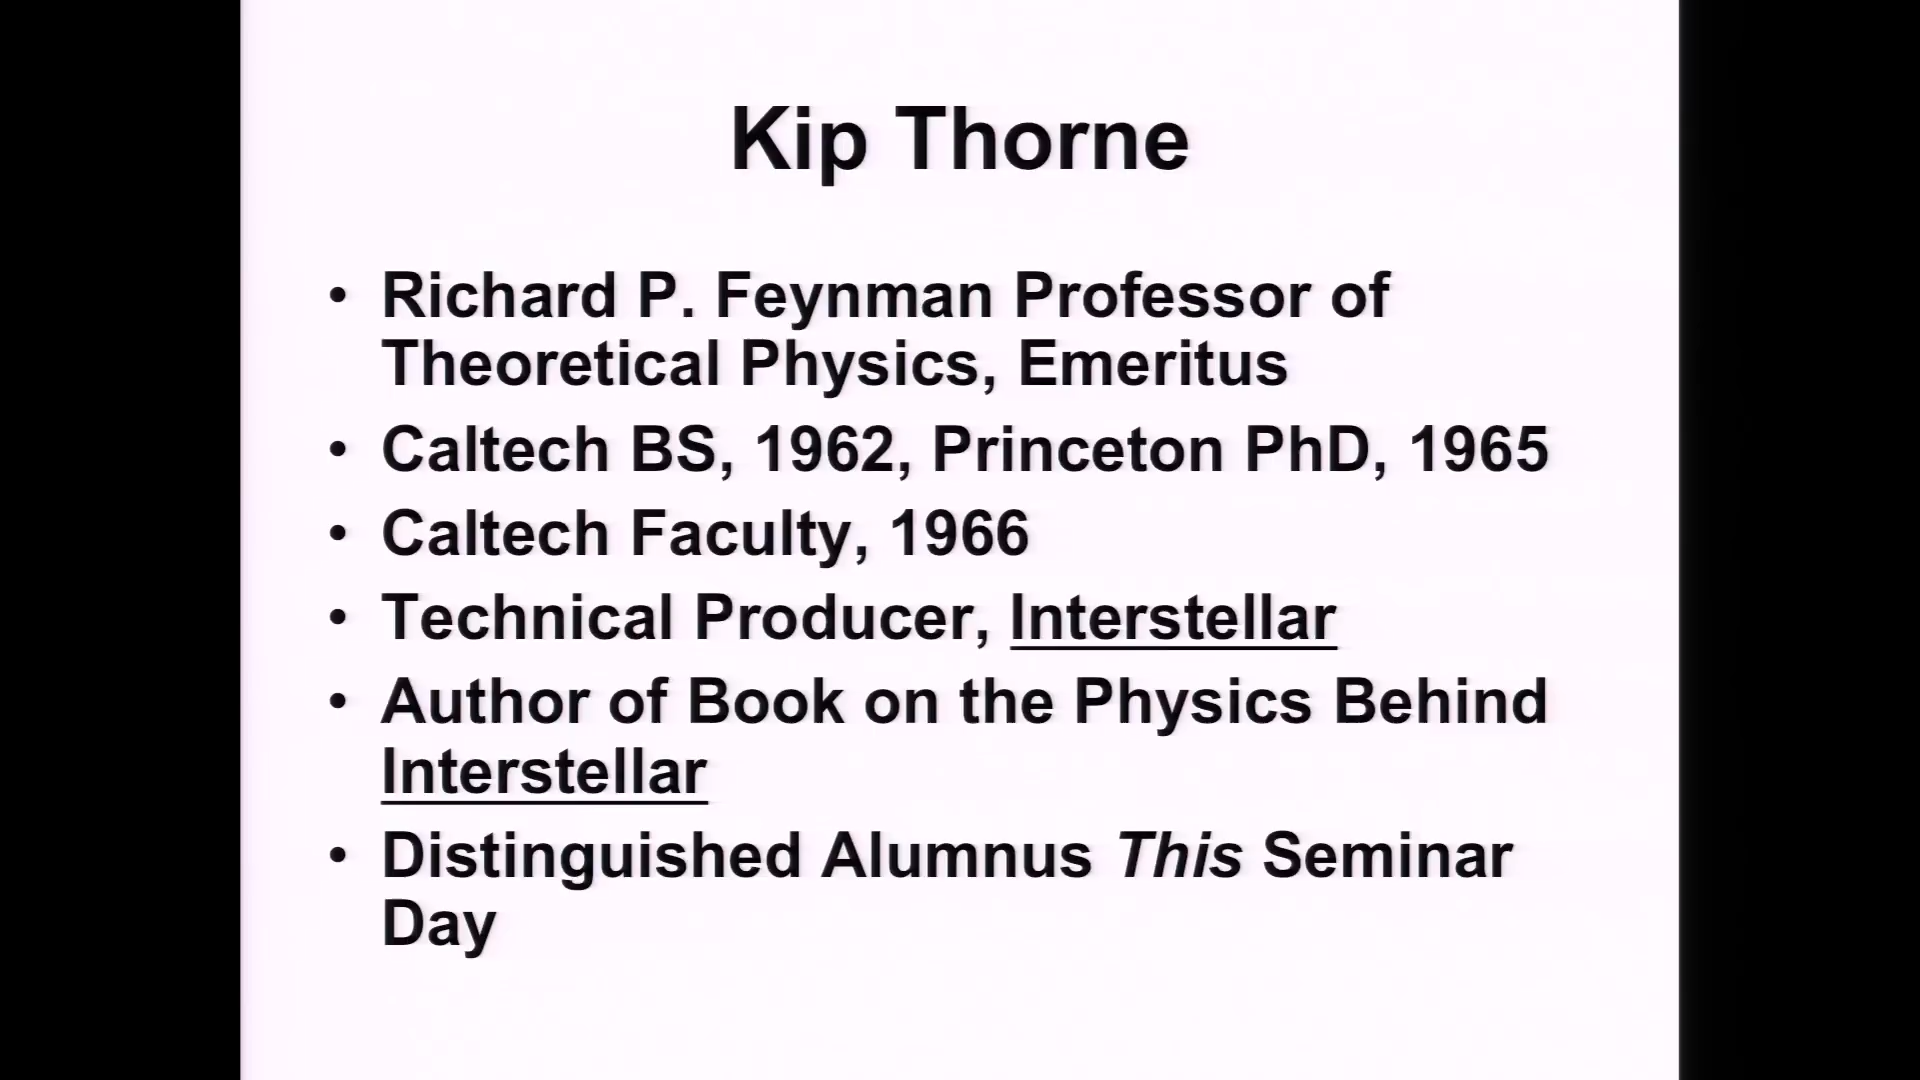 Kip Thorne
• Richard P. Feynman Professor of
Theoretical Physics, Emeritus
• Caltech BS, 1962, Princeton PhD, 1965
• Caltech Faculty, 1966
• Technical Producer, Interstellar
• Author of Book on the Physics Behind
Interstellar
• Distinguished Alumnus This Seminar
Day